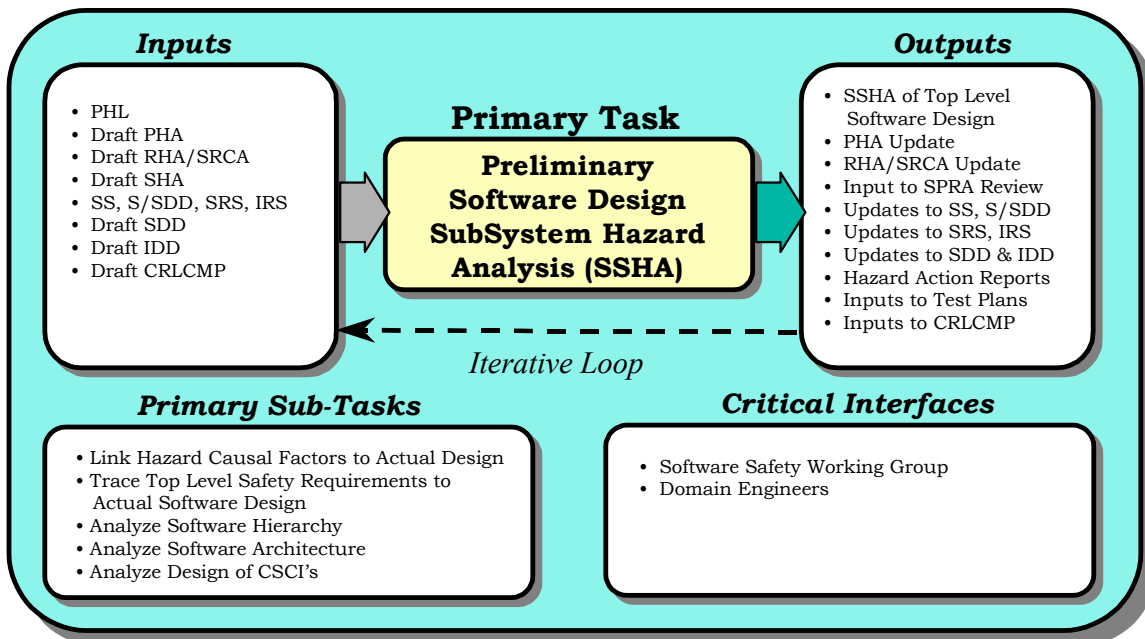 Inputs
• PHL
• Draft PHA
• Draft RHA/SRCA
• Draft SHA
• SS, S/SDD, SRS, IRS
• Draft SDD
• Draft IDD
• Draft CRLCMP
Primary Task
Preliminary
Software Design
SubSystem Hazard
Analysis (SSHA)
Outputs
• SSHA of Top Level
Software Design
• PHA Update
• RHA/SRCA Update
• Input to SPRA Review
• Updates to SS, S/SDD
• Updates to SRS, IRS
• Updates to SDD & IDD
• Hazard Action Reports
• Inputs to Test Plans
• Inputs to CRLCMP
Iterative Loop
Primary Sub-Tasks
• Link Hazard Causal Factors to Actual Design
• Trace Top Level Safety Requirements to
Actual Software Design
• Analyze Software Hierarchy
• Analyze Software Architecture
• Analyze Design of CSCI's
Critical Interfaces
• Software Safety Working Group
• Domain Engineers